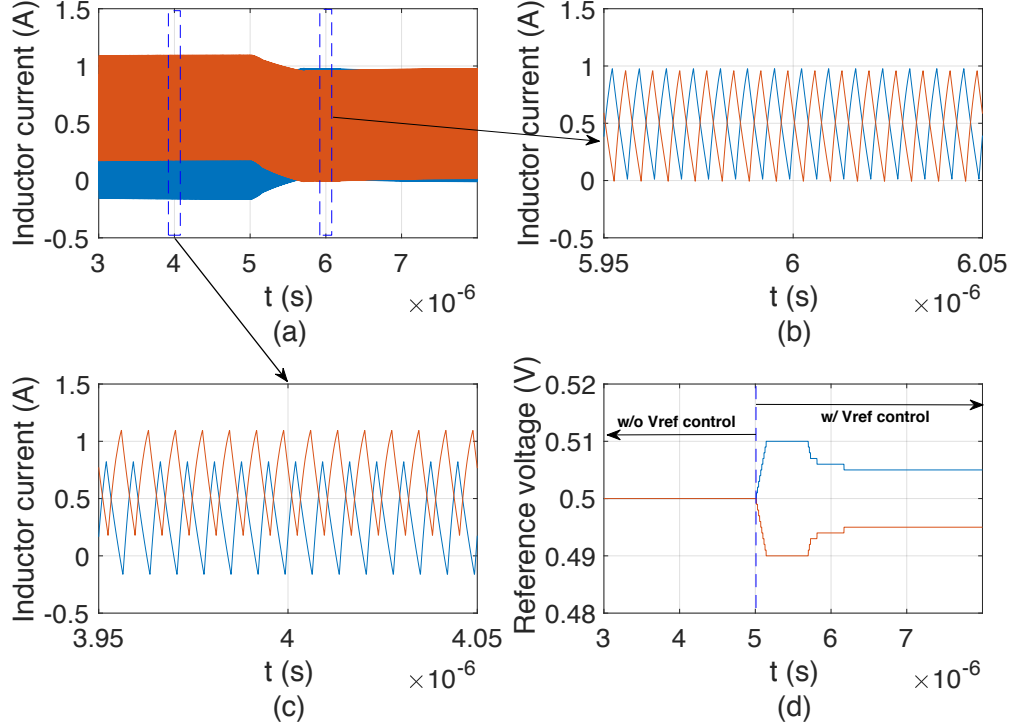 Inductor current (A)
1.5
1
0.5
0
-0.5
3 4 5 6 7
t (s)
×10^-6
(a)
Inductor current (A)
1.5
1
0.5
0
-0.5
5.95 6 6.05
t (s)
×10^-6
(b)
Inductor current (A)
1.5
1
0.5
0
-0.5
3.95 4 4.05
t (s)
×10^-6
(c)
Reference voltage (V)
0.52
0.51
0.5
0.49
0.48
w/o Vref control
w/ Vref control
3 4 5 6 7
t (s)
×10^-6
(d)